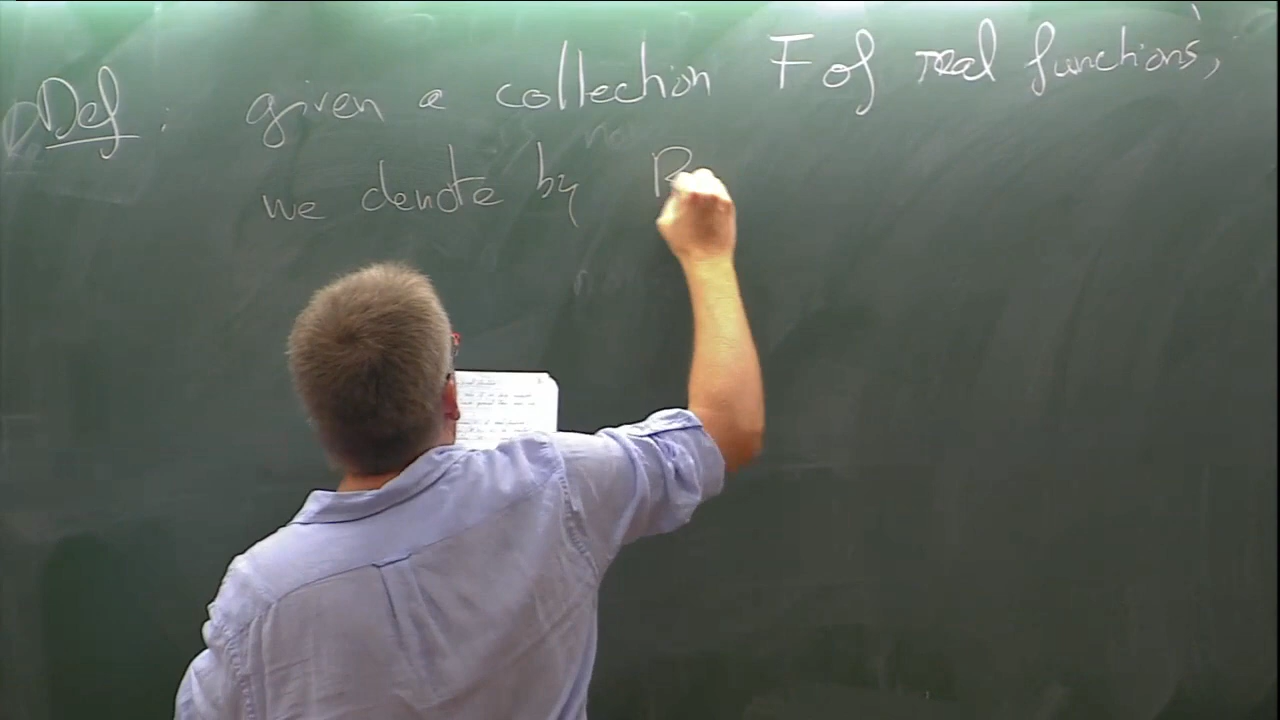 Def: given a collection F of real functions,
we denote by R